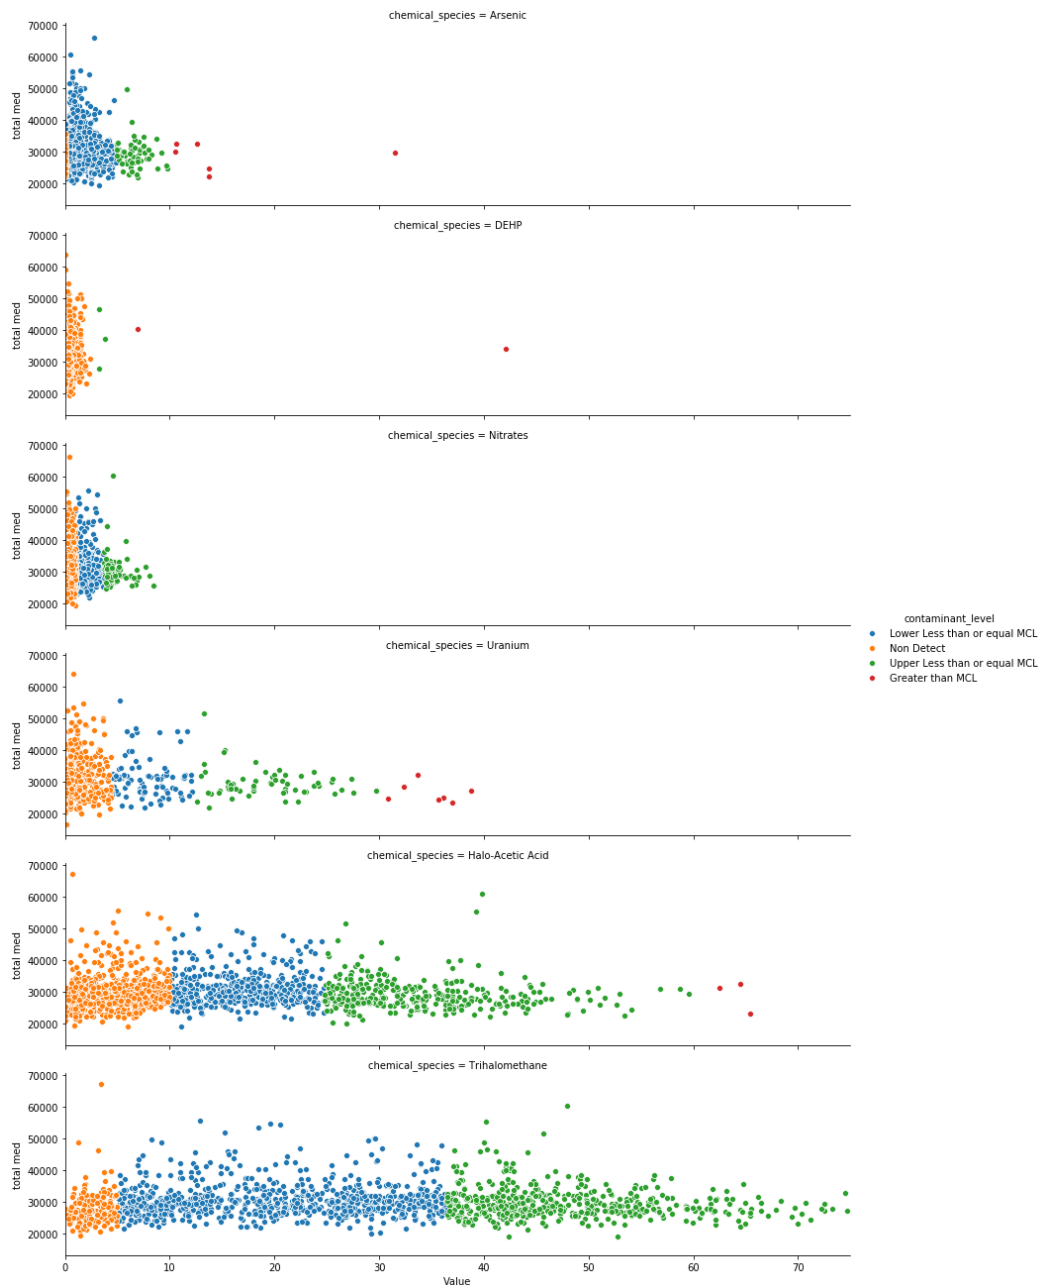 chemical_species = Arsenic
70000
60000
50000
40000
30000
20000
total med
chemical_species = DEHP
70000
60000
50000
40000
30000
20000
total med
chemical_species = Nitrates
70000
60000
50000
40000
30000
20000
total med
contaminant_level
Lower Less than or equal MCL
Non Detect
Upper Less than or equal MCL
Greater than MCL
chemical_species = Uranium
70000
60000
50000
40000
30000
20000
total med
chemical_species = Halo-Acetic Acid
70000
60000
50000
40000
30000
20000
total med
chemical_species = Trihalomethane
70000
60000
50000
40000
30000
20000
total med
0 10 20 30 40 50 60 70
Value